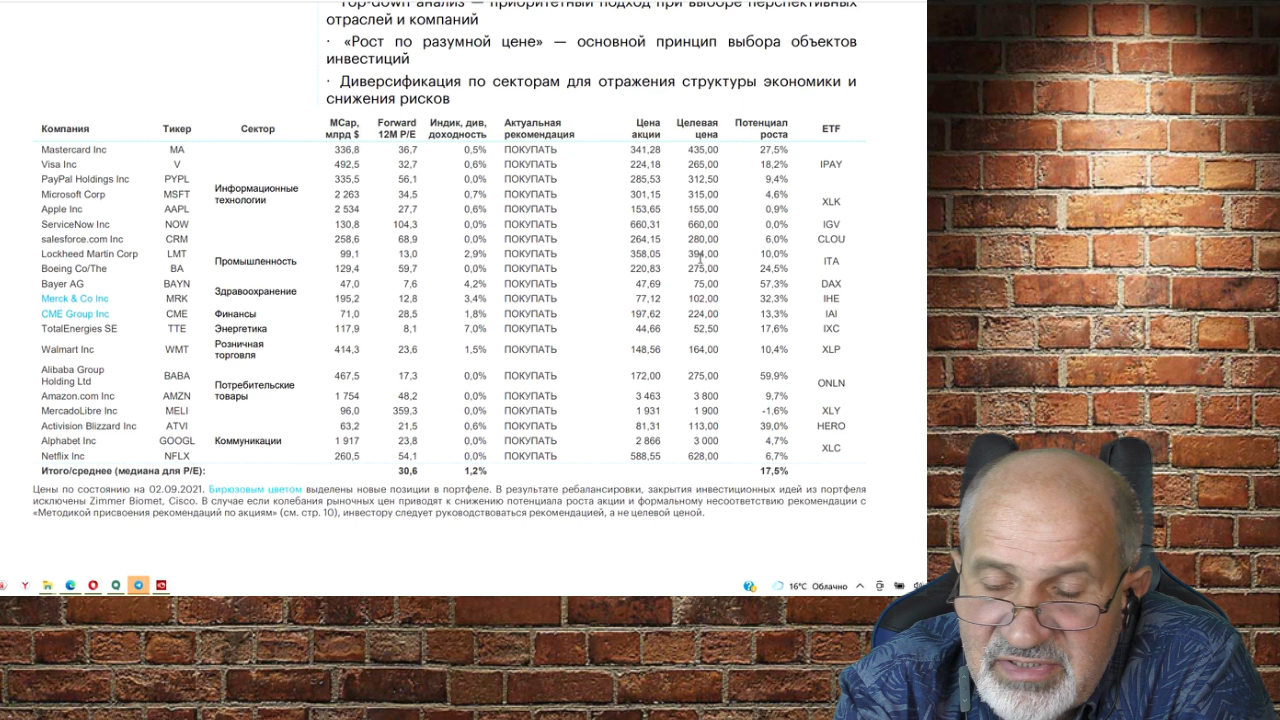 Top-down анализ — приоритетный подход при выборе перспективных
отраслей и компаний
· «Рост по разумной цене» — основной принцип выбора объектов
инвестиций
· Диверсификация по секторам для отражения структуры экономики и
снижения рисков
Компания Тикер Сектор МСар, млрд $ Forward 12M P/E Индик, див, доходность Актуальная рекомендация Цена акции Целевая цена Потенциал роста ETF
Mastercard Inc MA 336,8 36,7 0,5% ПОКУПАТЬ 341,28 435,00 27,5%
Visa Inc V 492,5 32,7 0,6% ПОКУПАТЬ 224,18 265,00 18,2% IPAY
PayPal Holdings Inc PYPL 335,5 56,1 0,0% ПОКУПАТЬ 285,53 312,50 9,4%
Информационные технологии
Microsoft Corp MSFT 2 263 34,5 0,7% ПОКУПАТЬ 301,15 315,00 4,6%
XLK
Apple Inc AAPL 2 534 27,7 0,6% ПОКУПАТЬ 153,65 155,00 0,9%
ServiceNow Inc NOW 130,8 104,3 0,0% ПОКУПАТЬ 660,31 660,00 0,0% IGV
salesforce.com Inc CRM 258,6 68,9 0,0% ПОКУПАТЬ 264,15 280,00 6,0% CLOU
Lockheed Martin Corp LMT 99,1 13,0 2,9% ПОКУПАТЬ 358,05 394,00 10,0%
Промышленность ITA
Boeing Co/The BA 129,4 59,7 0,0% ПОКУПАТЬ 220,83 275,00 24,5%
Bayer AG BAYN 47,0 7,6 4,2% ПОКУПАТЬ 47,69 75,00 57,3% DAX
Здравоохранение
Merck & Co Inc MRK 195,2 12,8 3,4% ПОКУПАТЬ 77,12 102,00 32,3% IHE
CME Group Inc CME Финансы 71,0 28,5 1,8% ПОКУПАТЬ 197,62 224,00 13,3% IAI
TotalEnergies SE TTE Энергетика 117,9 8,1 7,0% ПОКУПАТЬ 44,66 52,50 17,6% IXC
Walmart Inc WMT Розничная торговля 414,3 23,6 1,5% ПОКУПАТЬ 148,56 164,00 10,4% XLP
Alibaba Group Holding Ltd BABA 467,5 17,3 0,0% ПОКУПАТЬ 172,00 275,00 59,9%
Потребительские товары ONLN
Amazon.com Inc AMZN 1 754 48,2 0,0% ПОКУПАТЬ 3 463 3 800 9,7%
MercadoLibre Inc MELI 96,0 359,3 0,0% ПОКУПАТЬ 1 931 1 900 -1,6% XLY
Activision Blizzard Inc ATVI 63,2 21,5 0,6% ПОКУПАТЬ 81,31 113,00 39,0% HERO
Alphabet Inc GOOGL Коммуникации 1 917 23,8 0,0% ПОКУПАТЬ 2 866 3 000 4,7%
XLC
Netflix Inc NFLX 260,5 54,1 0,0% ПОКУПАТЬ 588,55 628,00 6,7%
Итого/среднее (медиана для P/E): 30,6 1,2% 17,5%
Цены по состоянию на 02.09.2021. Бирюзовым цветом выделены новые позиции в портфеле. В результате ребалансировки, закрытия инвестиционных идей из портфеля
исключены Zimmer Biomet, Cisco. В случае если колебания рыночных цен приводят к снижению потенциала роста акции и формальному несоответствию рекомендации с
«Методикой присвоения рекомендаций по акциям» (см. стр. 10), инвестору следует руководствоваться рекомендацией, а не целевой ценой.
16°C Облачно